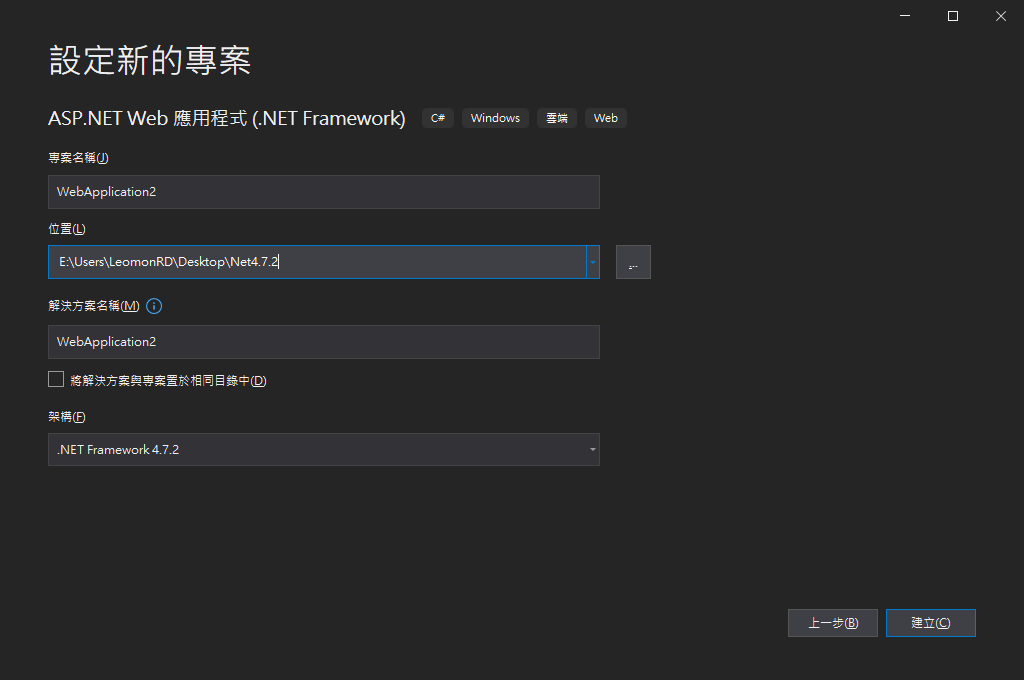 設定新的專案
ASP.NET Web 應用程式 (.NET Framework) C# Windows 雲端 Web
專案名稱(J)
WebApplication2
位置(L)
E:\Users\LeomonRD\Desktop\Net4.7.2
...
解決方案名稱(M)
WebApplication2
將解決方案與專案置於相同目錄中(D)
架構(F)
.NET Framework 4.7.2
上一步(B) 建立(C)